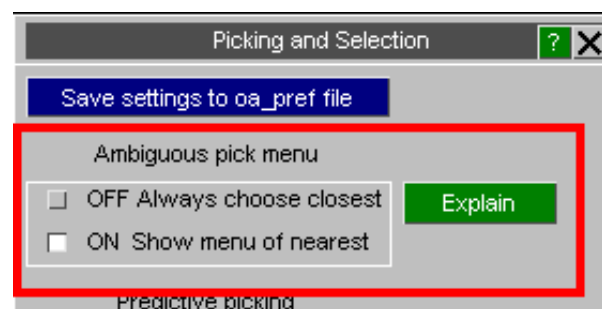 Picking and Selection ? X
Save settings to oa_pref file
Ambiguous pick menu
OFF Always choose closest
Explain
ON Show menu of nearest
Predictive picking